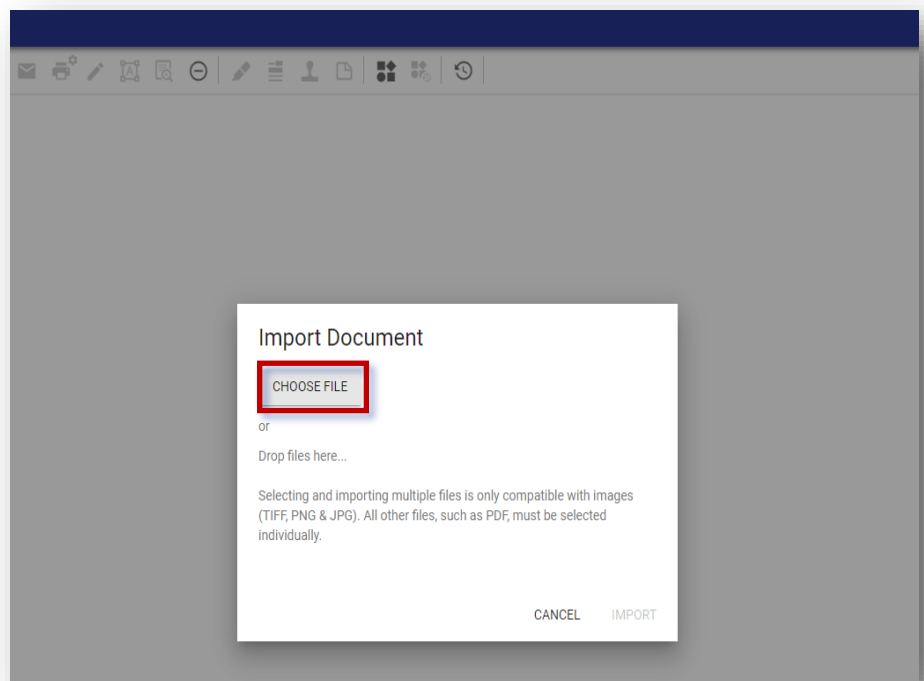 Import Document
CHOOSE FILE
or
Drop files here...
Selecting and importing multiple files is only compatible with images
(TIFF, PNG & JPG). All other files, such as PDF, must be selected
individually.
CANCEL IMPORT